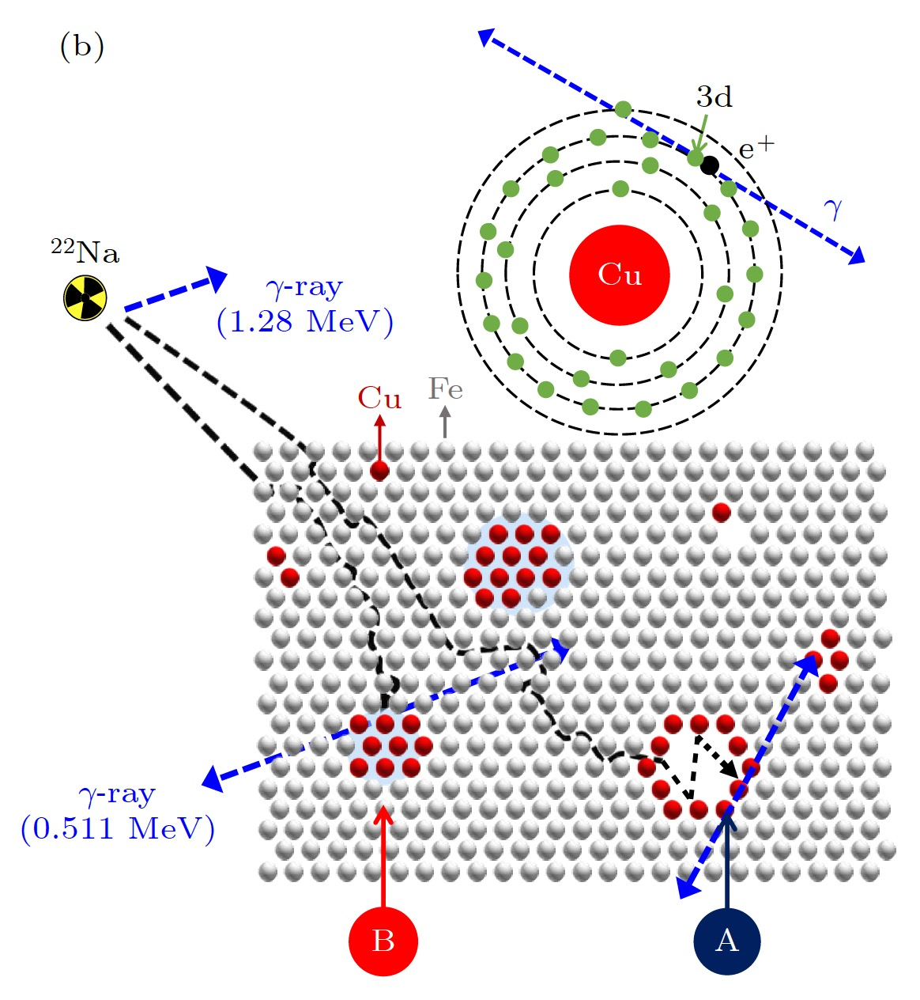 (b)
3d
e⁺
γ
²²Na
Cu
γ-ray
(1.28 MeV)
Cu
Fe
γ-ray
(0.511 MeV)
B
A